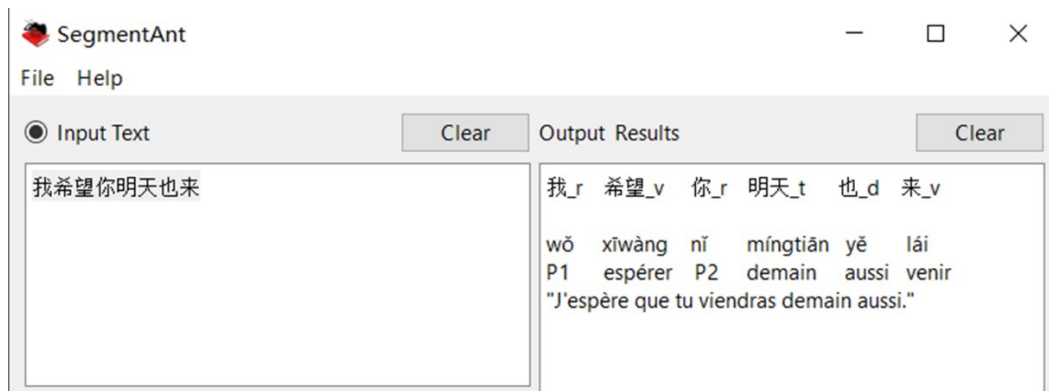 SegmentAnt
File Help
Input Text Clear Output Results Clear
我希望你明天也来
我_r 希望_v 你_r 明天_t 也_d 来_v
wǒ xīwàng nǐ míngtiān yě lái
P1 espérer P2 demain aussi venir
"J'espère que tu viendras demain aussi."